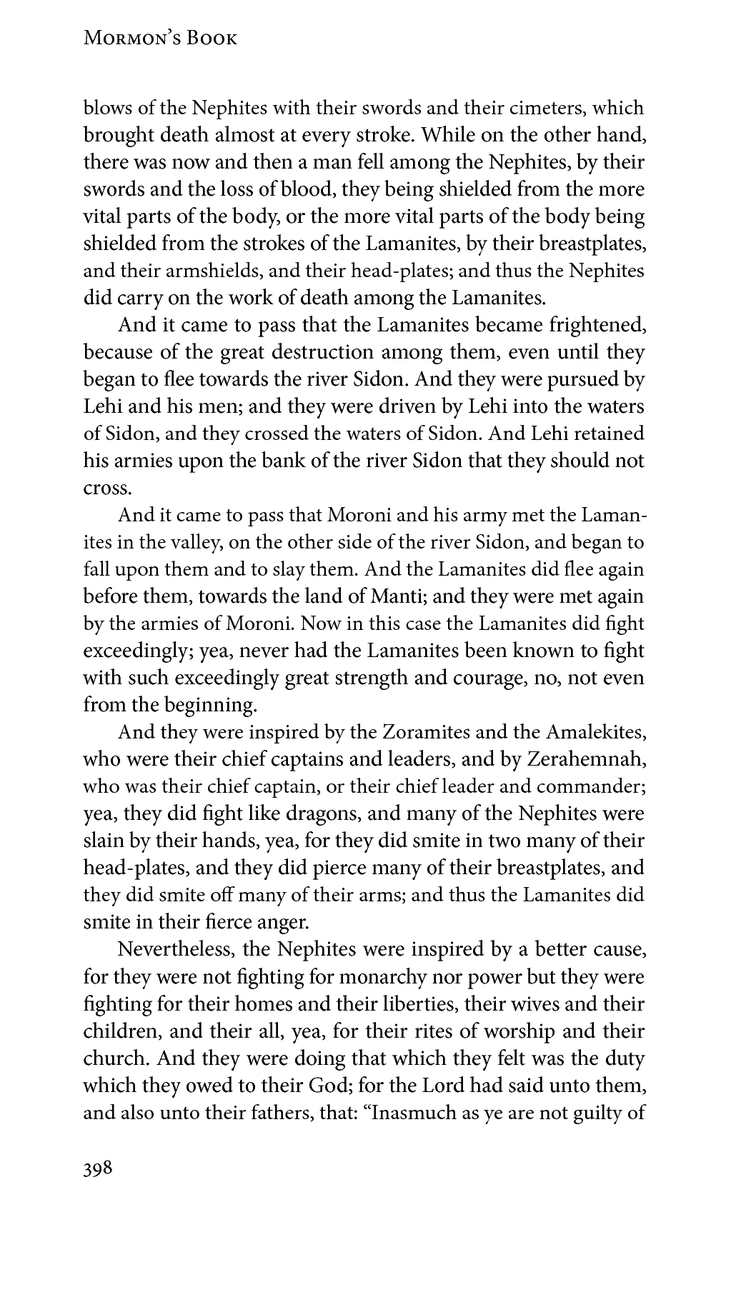 Mormon’s Book
blows of the Nephites with their swords and their cimeters, which
brought death almost at every stroke. While on the other hand,
there was now and then a man fell among the Nephites, by their
swords and the loss of blood, they being shielded from the more
vital parts of the body, or the more vital parts of the body being
shielded from the strokes of the Lamanites, by their breastplates,
and their armshields, and their head-plates; and thus the Nephites
did carry on the work of death among the Lamanites.
And it came to pass that the Lamanites became frightened,
because of the great destruction among them, even until they
began to flee towards the river Sidon. And they were pursued by
Lehi and his men; and they were driven by Lehi into the waters
of Sidon, and they crossed the waters of Sidon. And Lehi retained
his armies upon the bank of the river Sidon that they should not
cross.
And it came to pass that Moroni and his army met the Laman-
ites in the valley, on the other side of the river Sidon, and began to
fall upon them and to slay them. And the Lamanites did flee again
before them, towards the land of Manti; and they were met again
by the armies of Moroni. Now in this case the Lamanites did fight
exceedingly; yea, never had the Lamanites been known to fight
with such exceedingly great strength and courage, no, not even
from the beginning.
And they were inspired by the Zoramites and the Amalekites,
who were their chief captains and leaders, and by Zerahemnah,
who was their chief captain, or their chief leader and commander;
yea, they did fight like dragons, and many of the Nephites were
slain by their hands, yea, for they did smite in two many of their
head-plates, and they did pierce many of their breastplates, and
they did smite off many of their arms; and thus the Lamanites did
smite in their fierce anger.
Nevertheless, the Nephites were inspired by a better cause,
for they were not fighting for monarchy nor power but they were
fighting for their homes and their liberties, their wives and their
children, and their all, yea, for their rites of worship and their
church. And they were doing that which they felt was the duty
which they owed to their God; for the Lord had said unto them,
and also unto their fathers, that: “Inasmuch as ye are not guilty of
398